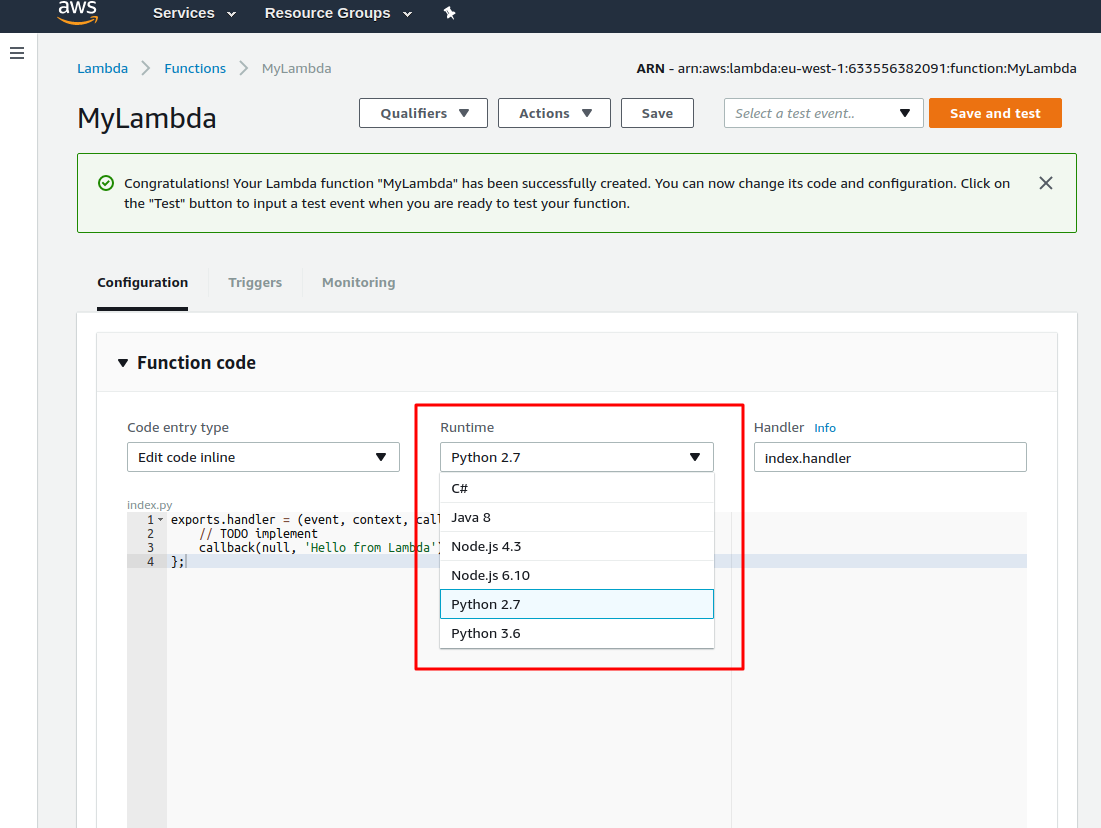 aws Services Resource Groups
Lambda Functions MyLambda ARN - arn:aws:lambda:eu-west-1:633556382091:function:MyLambda
MyLambda Qualifiers Actions Save Select a test event.. Save and test
Congratulations! Your Lambda function "MyLambda" has been successfully created. You can now change its code and configuration. Click on
the "Test" button to input a test event when you are ready to test your function.
Configuration Triggers Monitoring
Function code
Code entry type Runtime Handler Info
Edit code inline Python 2.7 index.handler
C#
Java 8
Node.js 4.3
Node.js 6.10
Python 2.7
Python 3.6
index.py
1 exports.handler = (event, context, call
2 // TODO implement
3 callback(null, 'Hello from Lambda')
4 };